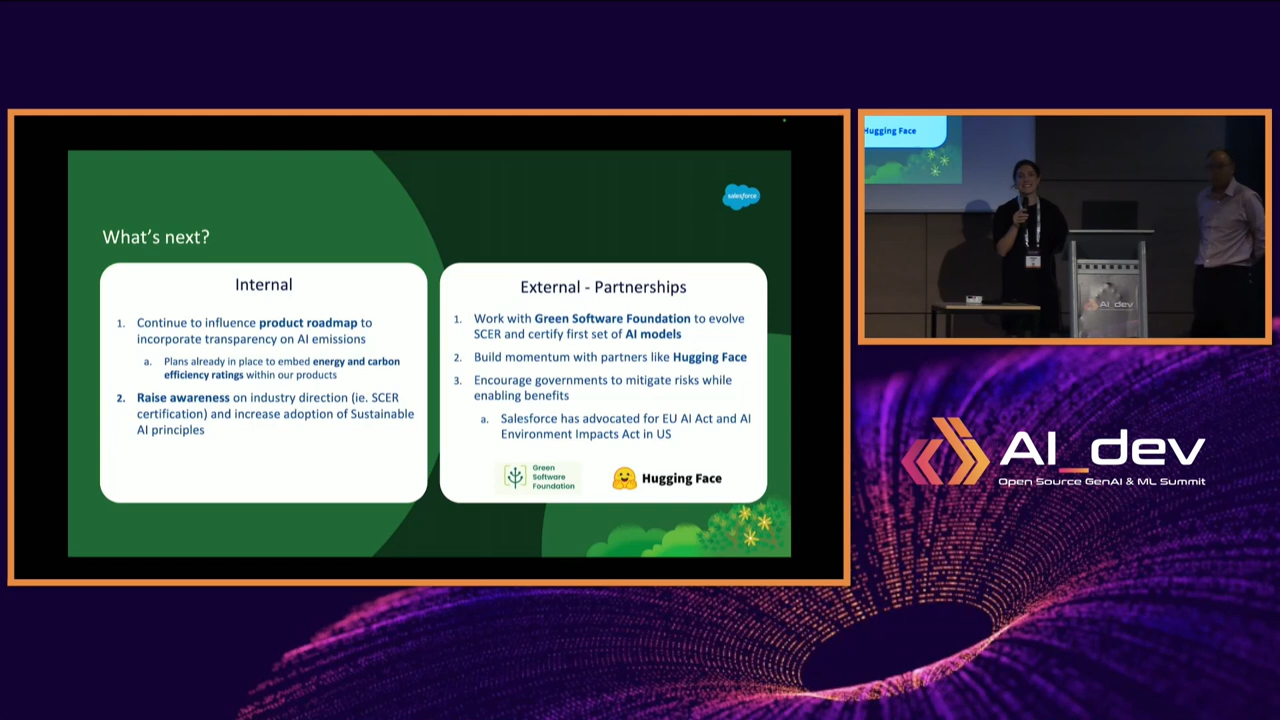 salesforce
What's next?
Internal
1. Continue to influence product roadmap to
incorporate transparency on AI emissions
a. Plans already in place to embed energy and carbon
efficiency ratings within our products
2. Raise awareness on industry direction (ie. SCER
certification) and increase adoption of Sustainable
AI principles
External - Partnerships
1. Work with Green Software Foundation to evolve
SCER and certify first set of AI models
2. Build momentum with partners like Hugging Face
3. Encourage governments to mitigate risks while
enabling benefits
a. Salesforce has advocated for EU AI Act and AI
Environment Impacts Act in US
Green
Software
Foundation
Hugging Face
Hugging Face
AI_dev
AI_dev
Open Source GenAI & ML Summit